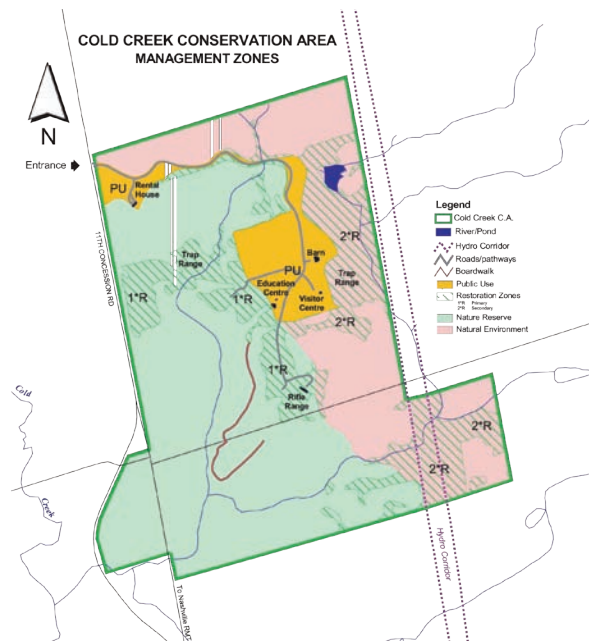 COLD CREEK CONSERVATION AREA
MANAGEMENT ZONES
N
Entrance
PU
Rental
House
11TH CONCESSION RD
Trap
Range
1*R
2*R
Barn
PU
Trap
Range
Education
Centre
1*R
Visitor
Centre
2*R
1*R
Rifle
Range
2*R
2*R
Cold
Creek
Hydro Corridor
To Nashville
Legend
Cold Creek C.A.
River/Pond
Hydro Corridor
Roads/pathways
Boardwalk
Public Use
Restoration Zones
1*R Primary
2*R Secondary
Nature Reserve
Natural Environment